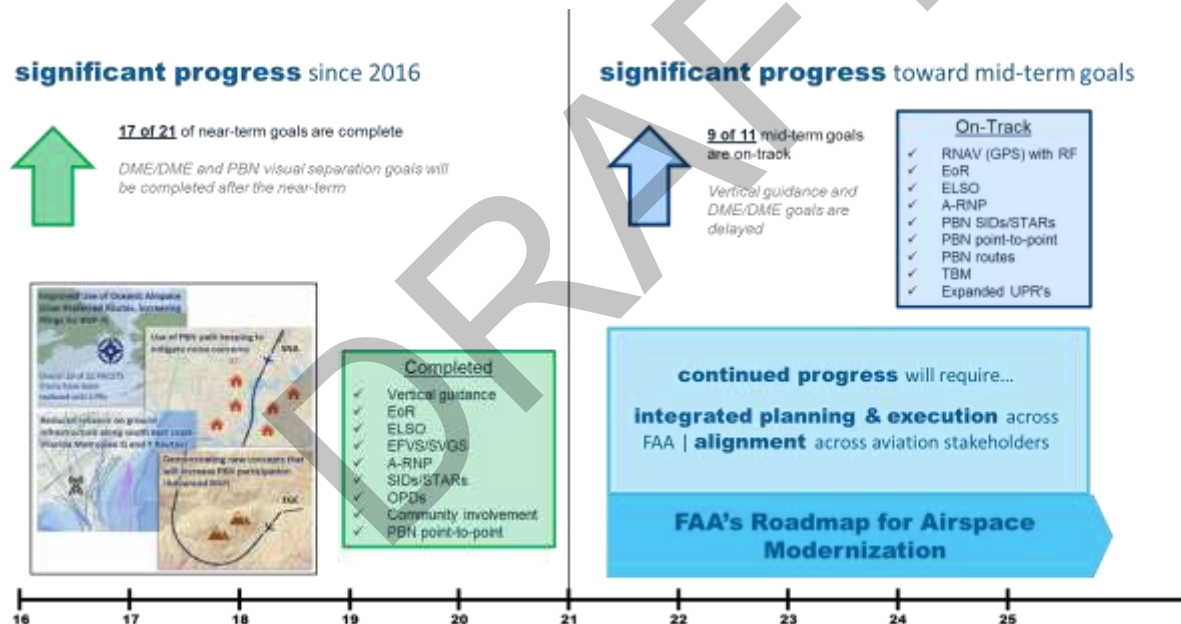 significant progress since 2016
17 of 21 of near-term goals are complete
DME/DME and PBN visual separation goals will
be completed after the near-term
Improved Use of Oceanic Airspace
Use of PBN path keeping to
mitigate noise concerns
Reduced reliance on ground
infrastructure along south east coast
Demonstrating new concepts that
will increase PBN participation
Completed
✓ Vertical guidance
✓ EoR
✓ ELSO
✓ EFVS/SVGS
✓ A-RNP
✓ SIDs/STARs
✓ OPDs
✓ Community involvement
✓ PBN point-to-point
significant progress toward mid-term goals
9 of 11 mid-term goals
are on-track
Vertical guidance and
DME/DME goals are
delayed
On-Track
✓ RNAV (GPS) with RF
✓ EoR
✓ ELSO
✓ A-RNP
✓ PBN SIDs/STARs
✓ PBN point-to-point
✓ PBN routes
✓ TBM
✓ Expanded UPR's
continued progress will require...
integrated planning & execution across
FAA | alignment across aviation stakeholders
FAA's Roadmap for Airspace
Modernization
16 17 18 19 20 21 22 23 24 25
DRAFT